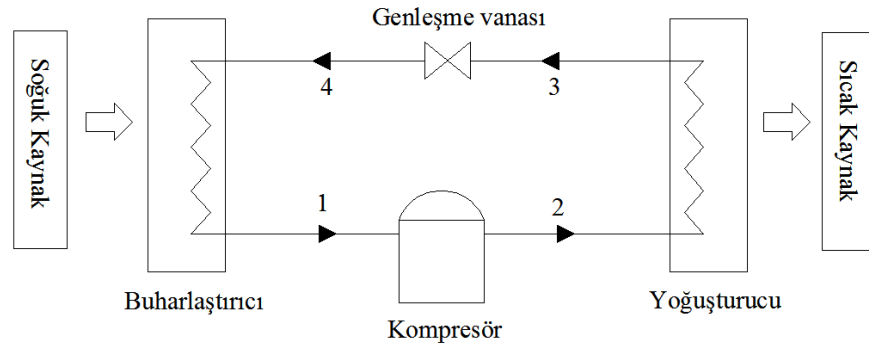 Genleşme vanası
Soğuk Kaynak
Sıcak Kaynak
4
3
1
2
Buharlaştırıcı
Yoğuşturucu
Kompresör